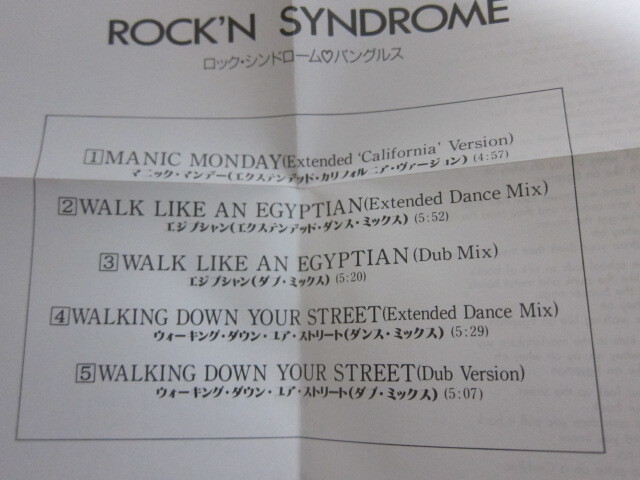 ROCK'N SYNDROME
ロック・シンドローム♡バングルス
1 MANIC MONDAY(Extended 'California' Version)
マニック・マンデー(エクステンデッド・カリフォルニア・ヴァージョン) (4:57)
2 WALK LIKE AN EGYPTIAN(Extended Dance Mix)
エジプシャン(エクステンデッド・ダンス・ミックス) (5:52)
3 WALK LIKE AN EGYPTIAN(Dub Mix)
エジプシャン(ダブ・ミックス) (5:20)
4 WALKING DOWN YOUR STREET(Extended Dance Mix)
ウォーキング・ダウン・ユア・ストリート(ダンス・ミックス) (5:29)
5 WALKING DOWN YOUR STREET(Dub Version)
ウォーキング・ダウン・ユア・ストリート(ダブ・ミックス) (5:07)